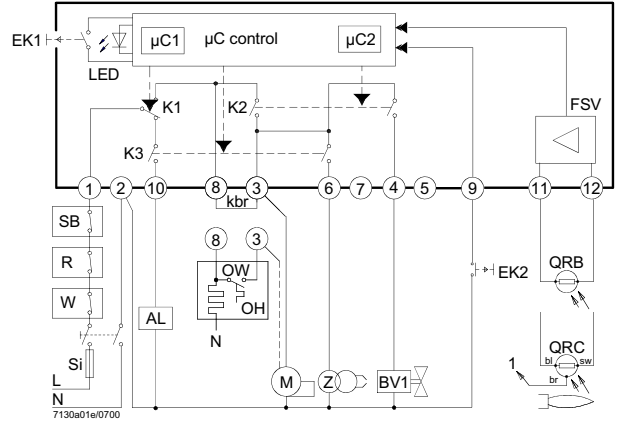 EK1
LED
µC1
µC control
µC2
FSV
K1
K2
K3
1
2
10
8
3
6
7
4
5
9
11
12
kbr
SB
R
W
Si
L
N
7130a01e/0700
AL
8
3
OW
OH
N
M
Z
BV1
EK2
QRB
QRC
bl
sw
br
1